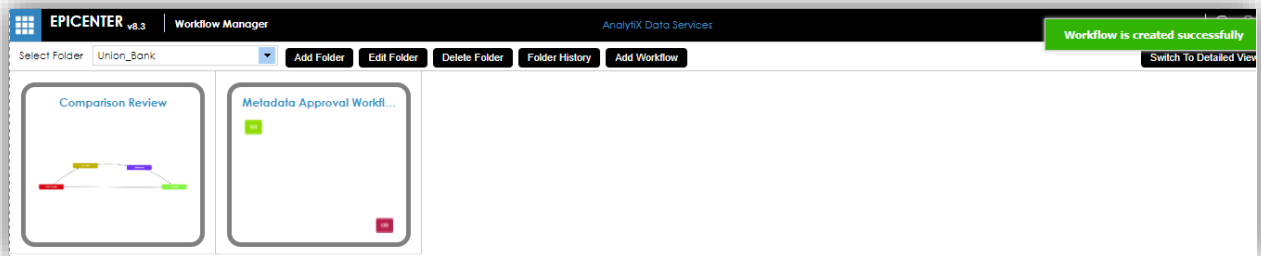 EPICENTER v8.3 Workflow Manager AnalytiX Data Services
Workflow is created successfully
Select Folder Union_Bank Add Folder Edit Folder Delete Folder Folder History Add Workflow Switch To Detailed View
Comparison Review Metadata Approval Workfl...